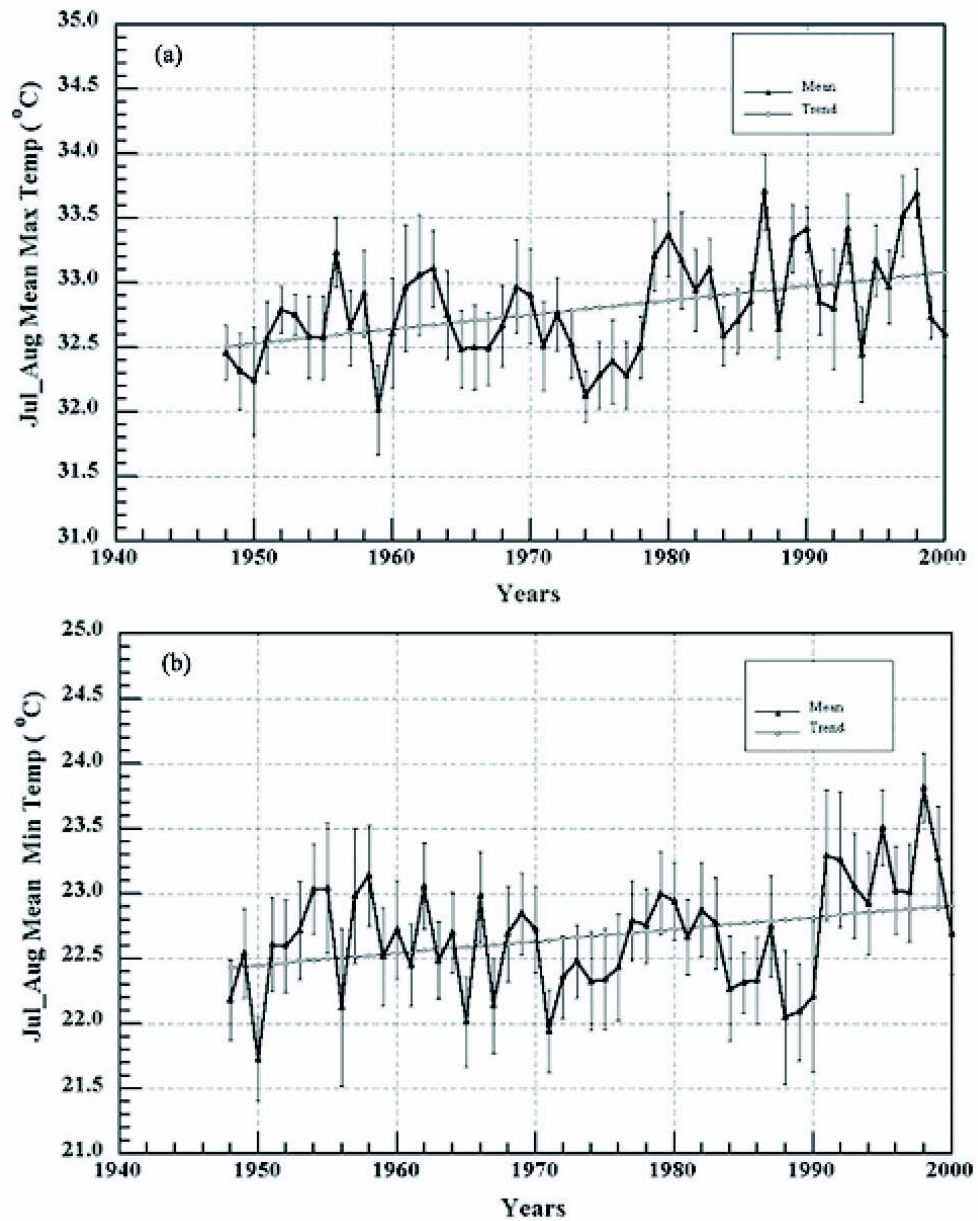 35.0
(a)
34.5
Mean
Trend
34.0
33.5
33.0
32.5
32.0
31.5
31.0
Jul_Aug Mean Max Temp ( °C)
1940 1950 1960 1970 1980 1990 2000
Years
25.0
(b)
24.5
Mean
Trend
24.0
23.5
23.0
22.5
22.0
21.5
21.0
Jul_Aug Mean Min Temp ( °C)
1940 1950 1960 1970 1980 1990 2000
Years